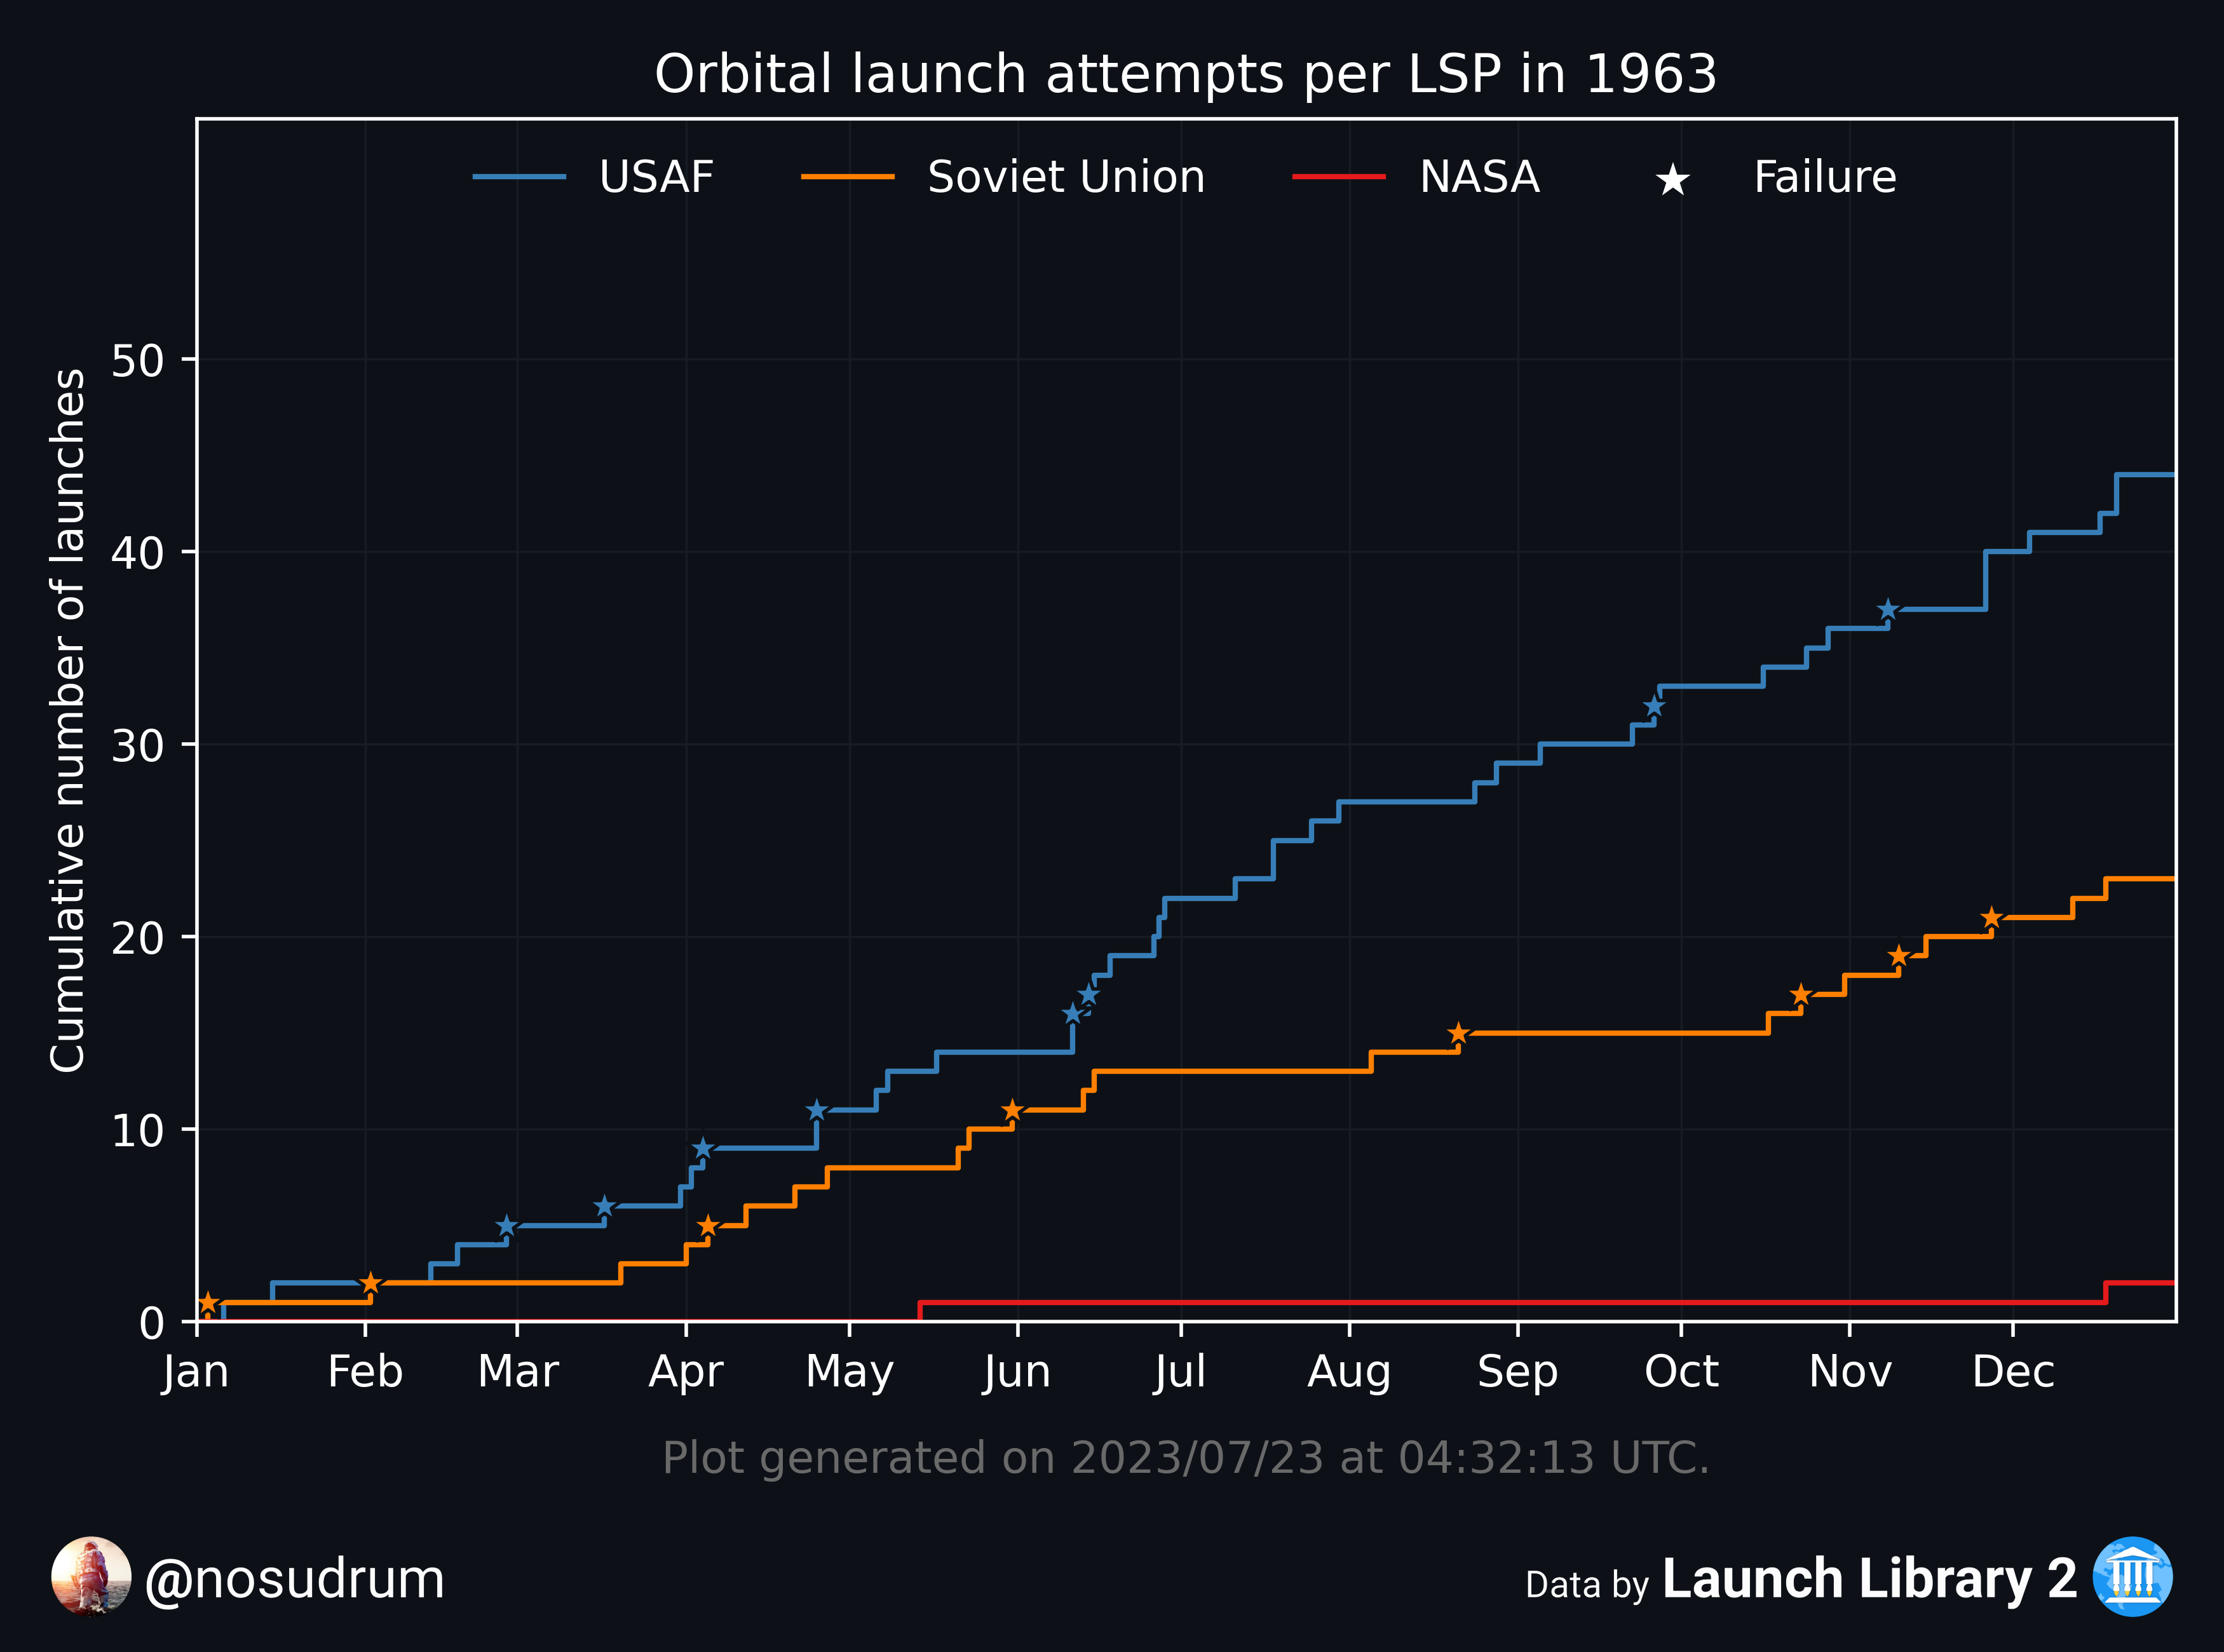 Orbital launch attempts per LSP in 1963
USAF Soviet Union NASA Failure
Cumulative number of launches
50
40
30
20
10
0
Jan Feb Mar Apr May Jun Jul Aug Sep Oct Nov Dec
Plot generated on 2023/07/23 at 04:32:13 UTC.
@nosudrum
Data by Launch Library 2